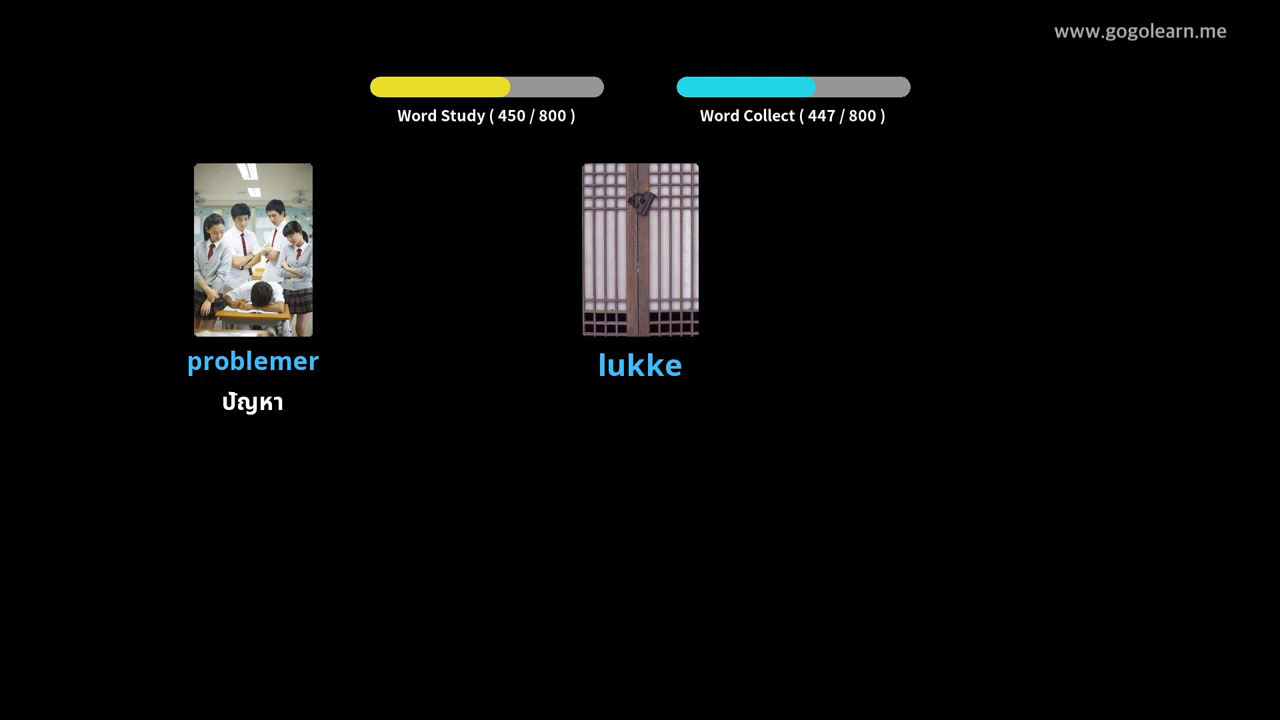 www.gogolearn.me
Word Study ( 450 / 800 )
Word Collect ( 447 / 800 )
problemer
lukke
ปัญหา